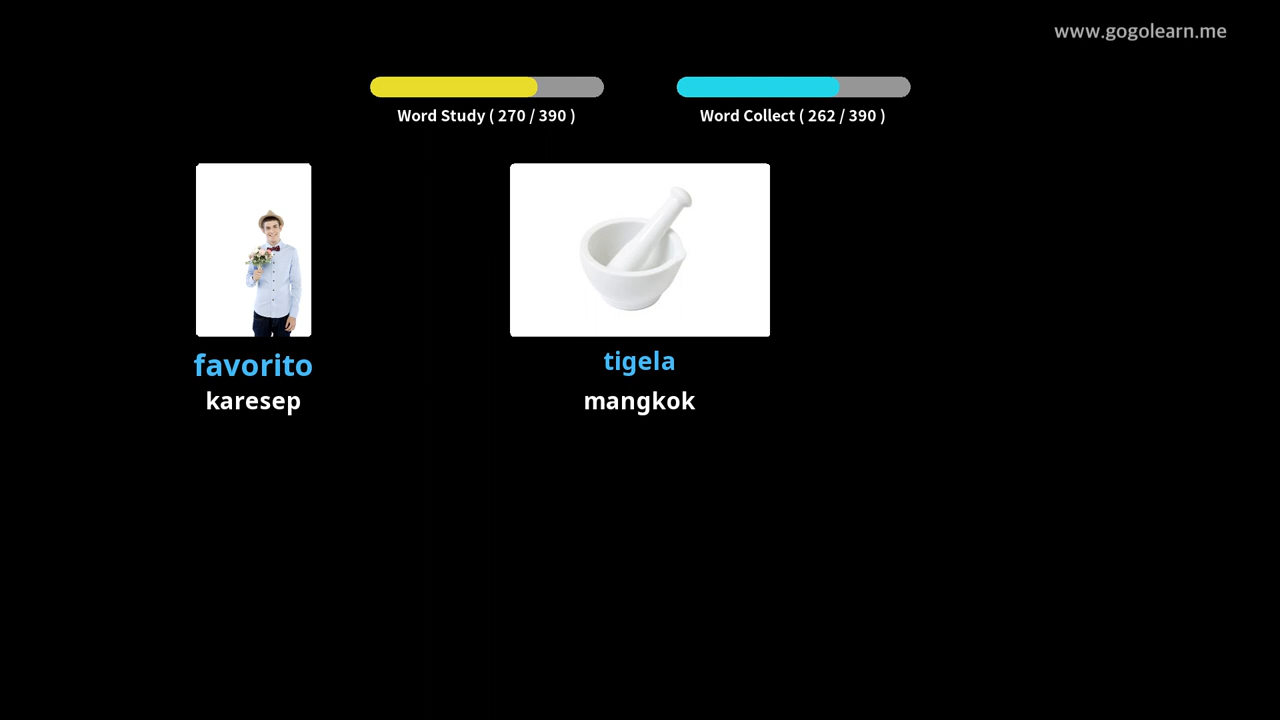 www.gogolearn.me
Word Study ( 270 / 390 )
Word Collect ( 262 / 390 )
favorito
karesep
tigela
mangkok